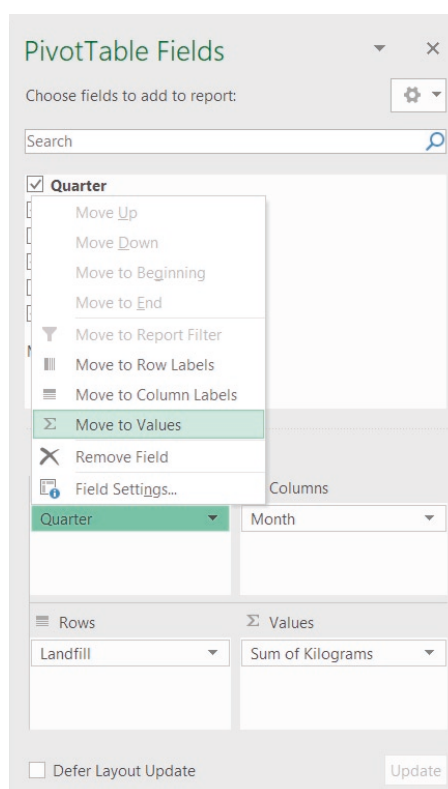 PivotTable Fields
Choose fields to add to report:
Search
Quarter
Move Up
Move Down
Move to Beginning
Move to End
Move to Report Filter
Move to Row Labels
Move to Column Labels
Move to Values
Remove Field
Field Settings...
Columns
Quarter
Month
Rows
Σ Values
Landfill
Sum of Kilograms
Defer Layout Update
Update